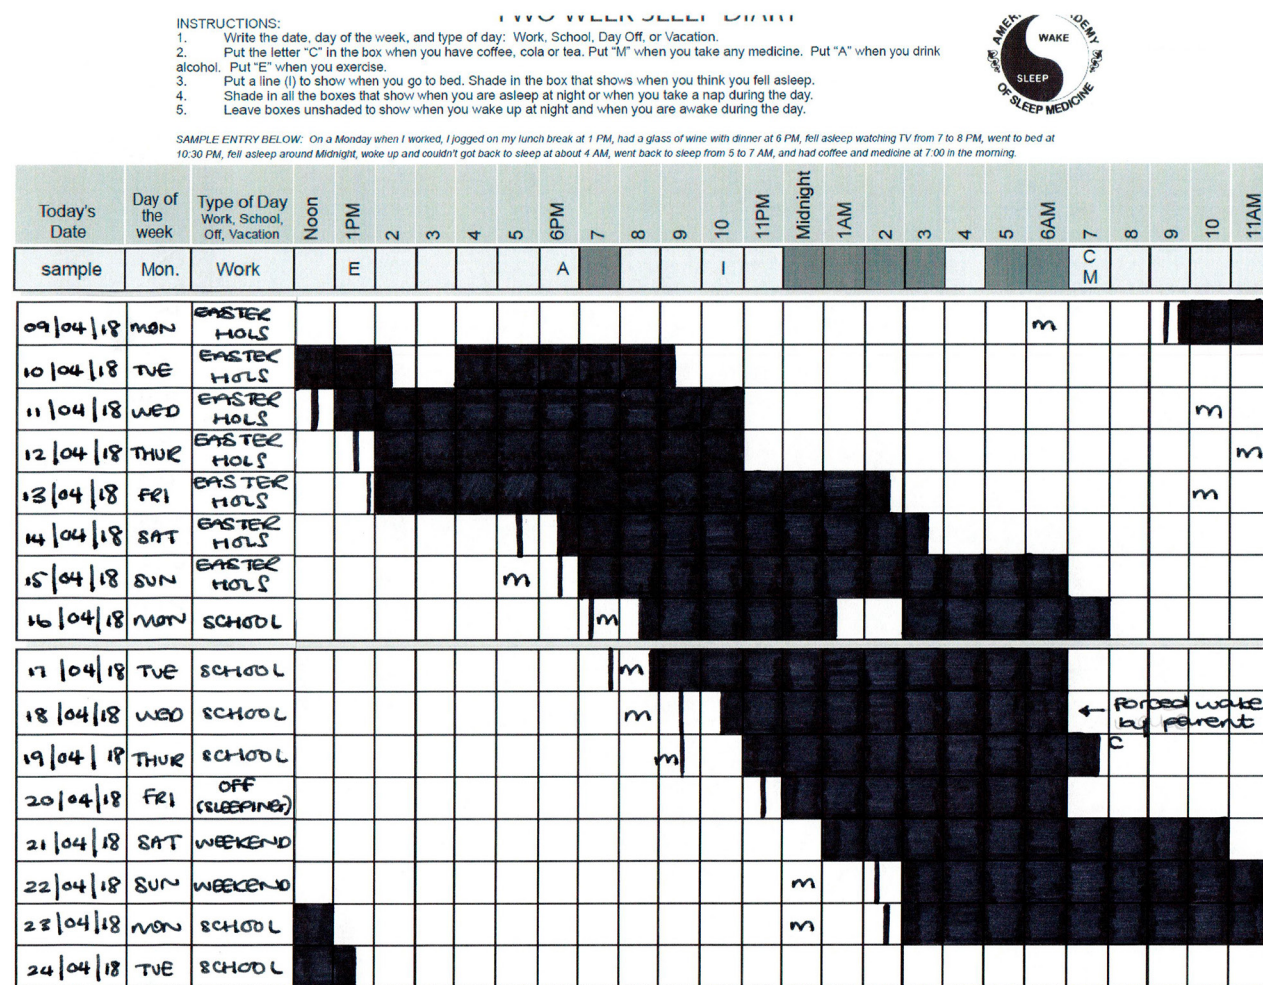 INSTRUCTIONS:
TWO WEEK SLEEP DIARY
1. Write the date, day of the week, and type of day: Work, School, Day Off, or Vacation.
2. Put the letter “C” in the box when you have coffee, cola or tea. Put “M” when you take any medicine. Put “A” when you drink
alcohol. Put “E” when you exercise.
3. Put a line (I) to show when you go to bed. Shade in the box that shows when you think you fell asleep.
4. Shade in all the boxes that show when you are asleep at night or when you take a nap during the day.
5. Leave boxes unshaded to show when you wake up at night and when you are awake during the day.
WAKE
SLEEP
OF SLEEP MEDICINE
SAMPLE ENTRY BELOW: On a Monday when I worked, I jogged on my lunch break at 1 PM, had a glass of wine with dinner at 6 PM, fell asleep watching TV from 7 to 8 PM, went to bed at
10:30 PM, fell asleep around Midnight, woke up and couldn't got back to sleep at about 4 AM, went back to sleep from 5 to 7 AM, and had coffee and medicine at 7:00 in the morning.
Today's Date Day of the week Type of Day Work, School, Off, Vacation Noon 1PM 2 3 4 5 6PM 7 8 9 10 11PM Midnight 1AM 2 3 4 5 6AM 7 8 9 10 11AM
sample Mon. Work E A I C M
09/04/18 MON EASTER HOLS m
10/04/18 TUE EASTER HOLS
11/04/18 WED EASTER HOLS m
12/04/18 THUR EASTER HOLS m
13/04/18 FRI EASTER HOLS m
14/04/18 SAT EASTER HOLS
15/04/18 SUN EASTER HOLS m
16/04/18 MON SCHOOL m
17/04/18 TUE SCHOOL m
18/04/18 WED SCHOOL m ← Forced wake by parent
19/04/18 THUR SCHOOL m C
20/04/18 FRI OFF (SLEEPING)
21/04/18 SAT WEEKEND
22/04/18 SUN WEEKEND m
23/04/18 MON SCHOOL m
24/04/18 TUE SCHOOL